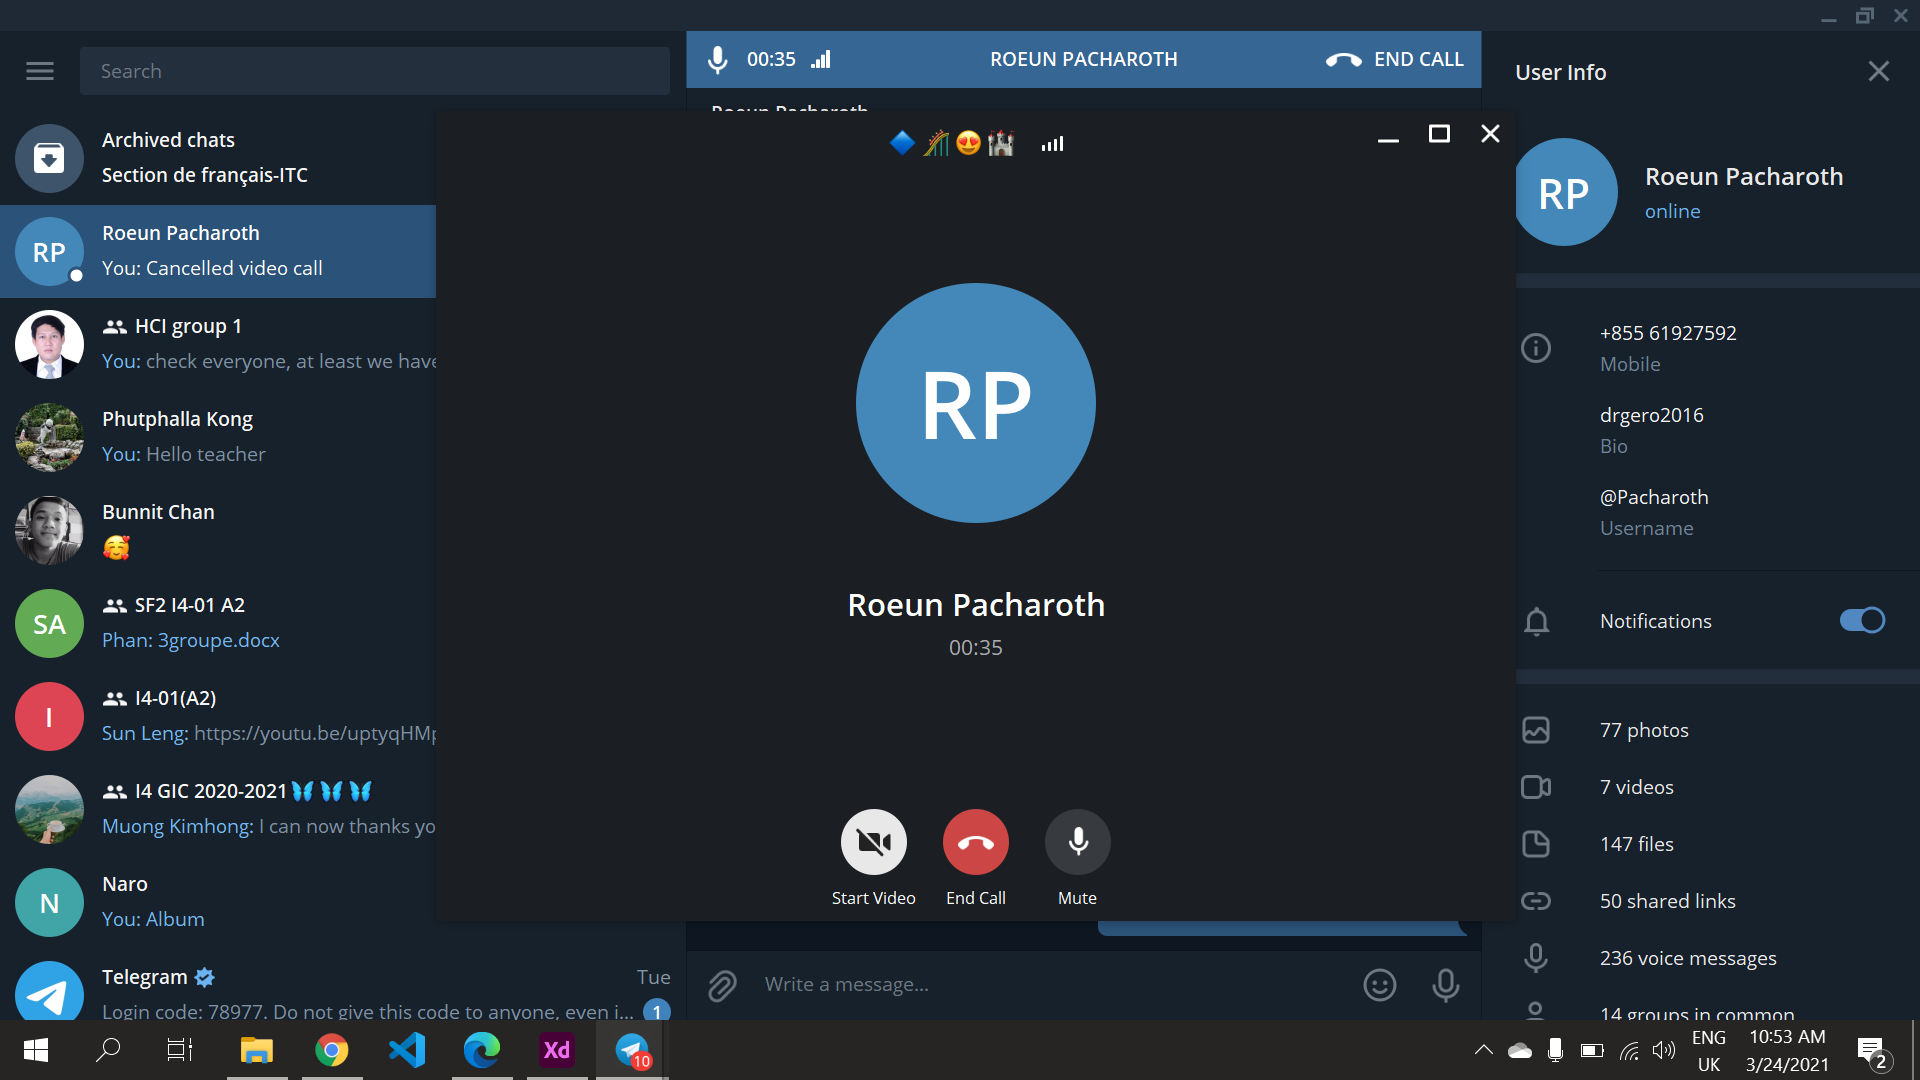 Search
Archived chats
Section de français-ITC
RP
Roeun Pacharoth
You: Cancelled video call
HCI group 1
You: check everyone, at least we have
Phutphalla Kong
You: Hello teacher
Bunnit Chan
🥰
SA
SF2 I4-01 A2
Phan: 3groupe.docx
I
I4-01(A2)
Sun Leng: https://youtu.be/uptyqHMp
I4 GIC 2020-2021🦋🦋🦋
Muong Kimhong: I can now thanks yo
N
Naro
You: Album
Telegram
Tue
Login code: 78977. Do not give this code to anyone, even i...
1
00:35
ROEUN PACHAROTH
END CALL
Roeun Pacharoth
🔷🎢😍🏰
RP
Roeun Pacharoth
00:35
Start Video
End Call
Mute
Write a message...
User Info
RP
Roeun Pacharoth
online
+855 61927592
Mobile
drgero2016
Bio
@Pacharoth
Username
Notifications
77 photos
7 videos
147 files
50 shared links
236 voice messages
14 groups in common
Xd
10
ENG
UK
10:53 AM
3/24/2021
2